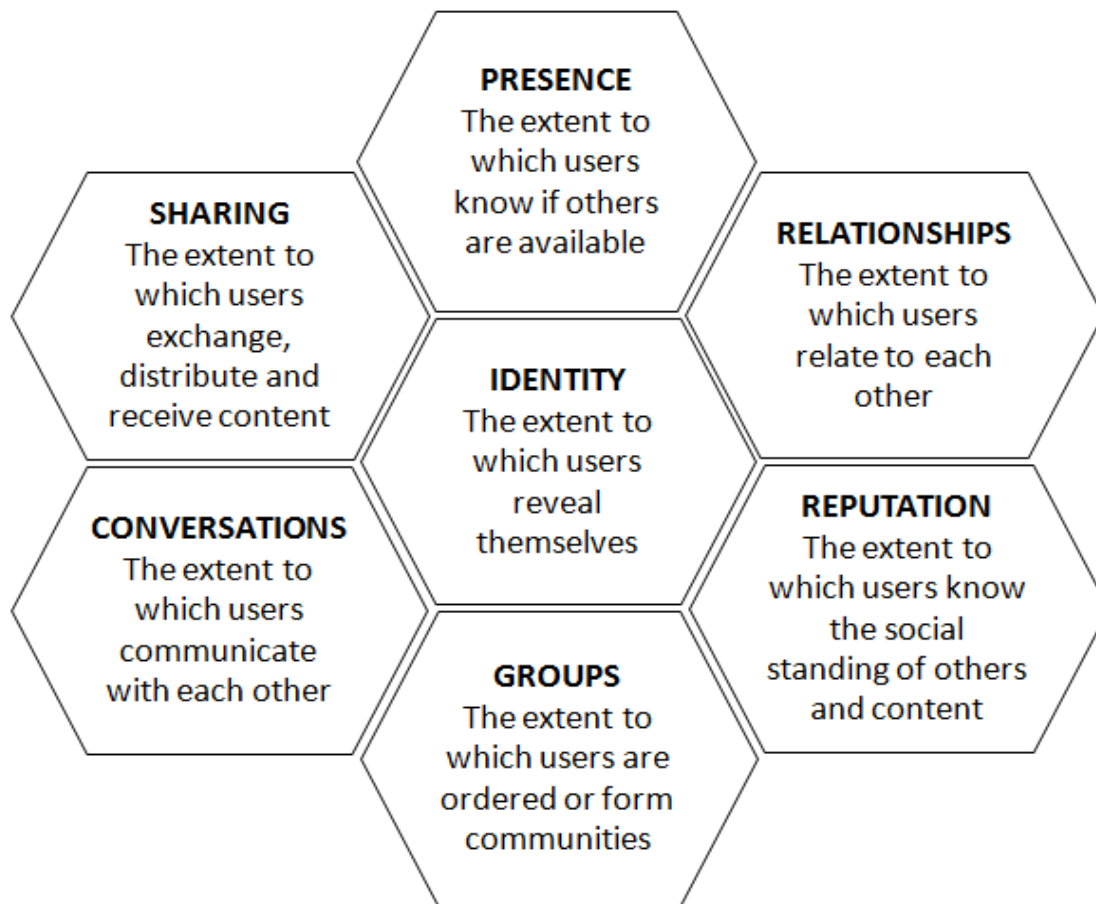 PRESENCE
The extent to
which users
know if others
are available
SHARING
The extent to
which users
exchange,
distribute and
receive content
RELATIONSHIPS
The extent to
which users
relate to each
other
IDENTITY
The extent to
which users
reveal
themselves
CONVERSATIONS
The extent to
which users
communicate
with each other
REPUTATION
The extent to
which users know
the social
standing of others
and content
GROUPS
The extent to
which users are
ordered or form
communities